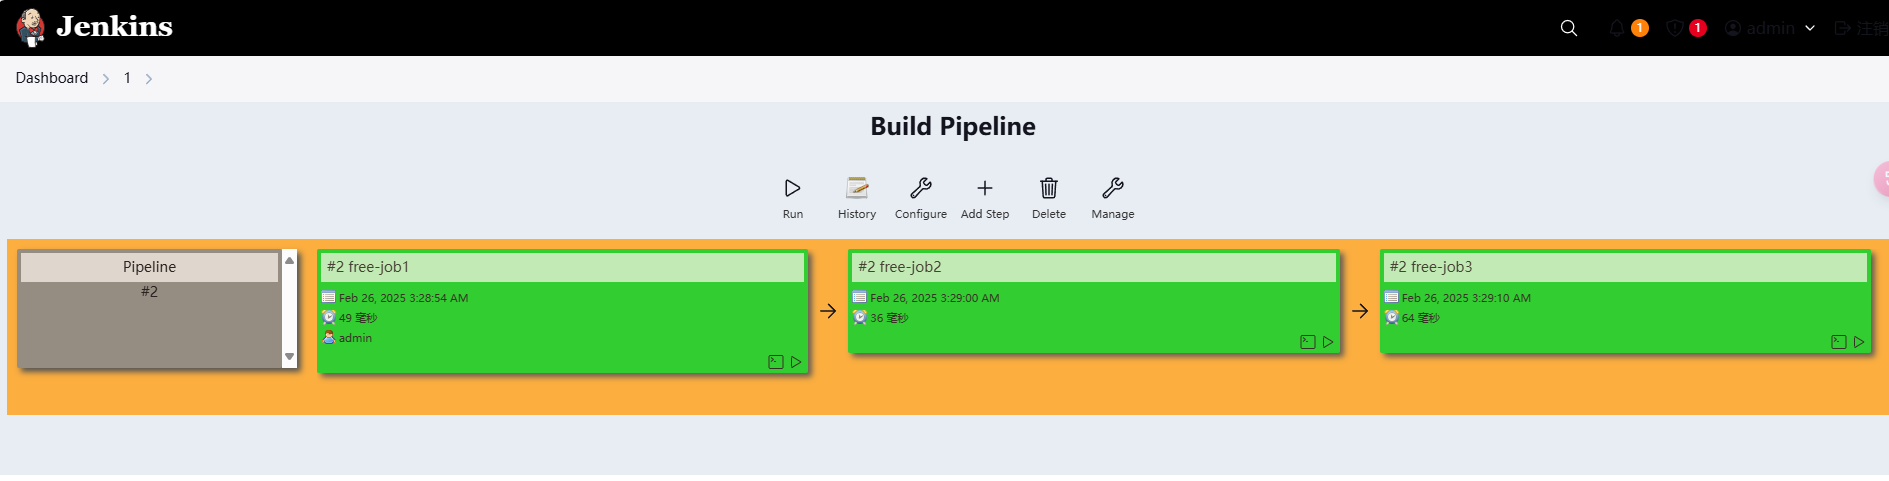 Jenkins
1
1
admin
注销
Dashboard
1
Build Pipeline
Run
History
Configure
Add Step
Delete
Manage
Pipeline
#2
#2 free-job1
Feb 26, 2025 3:28:54 AM
49 毫秒
admin
#2 free-job2
Feb 26, 2025 3:29:00 AM
36 毫秒
#2 free-job3
Feb 26, 2025 3:29:10 AM
64 毫秒